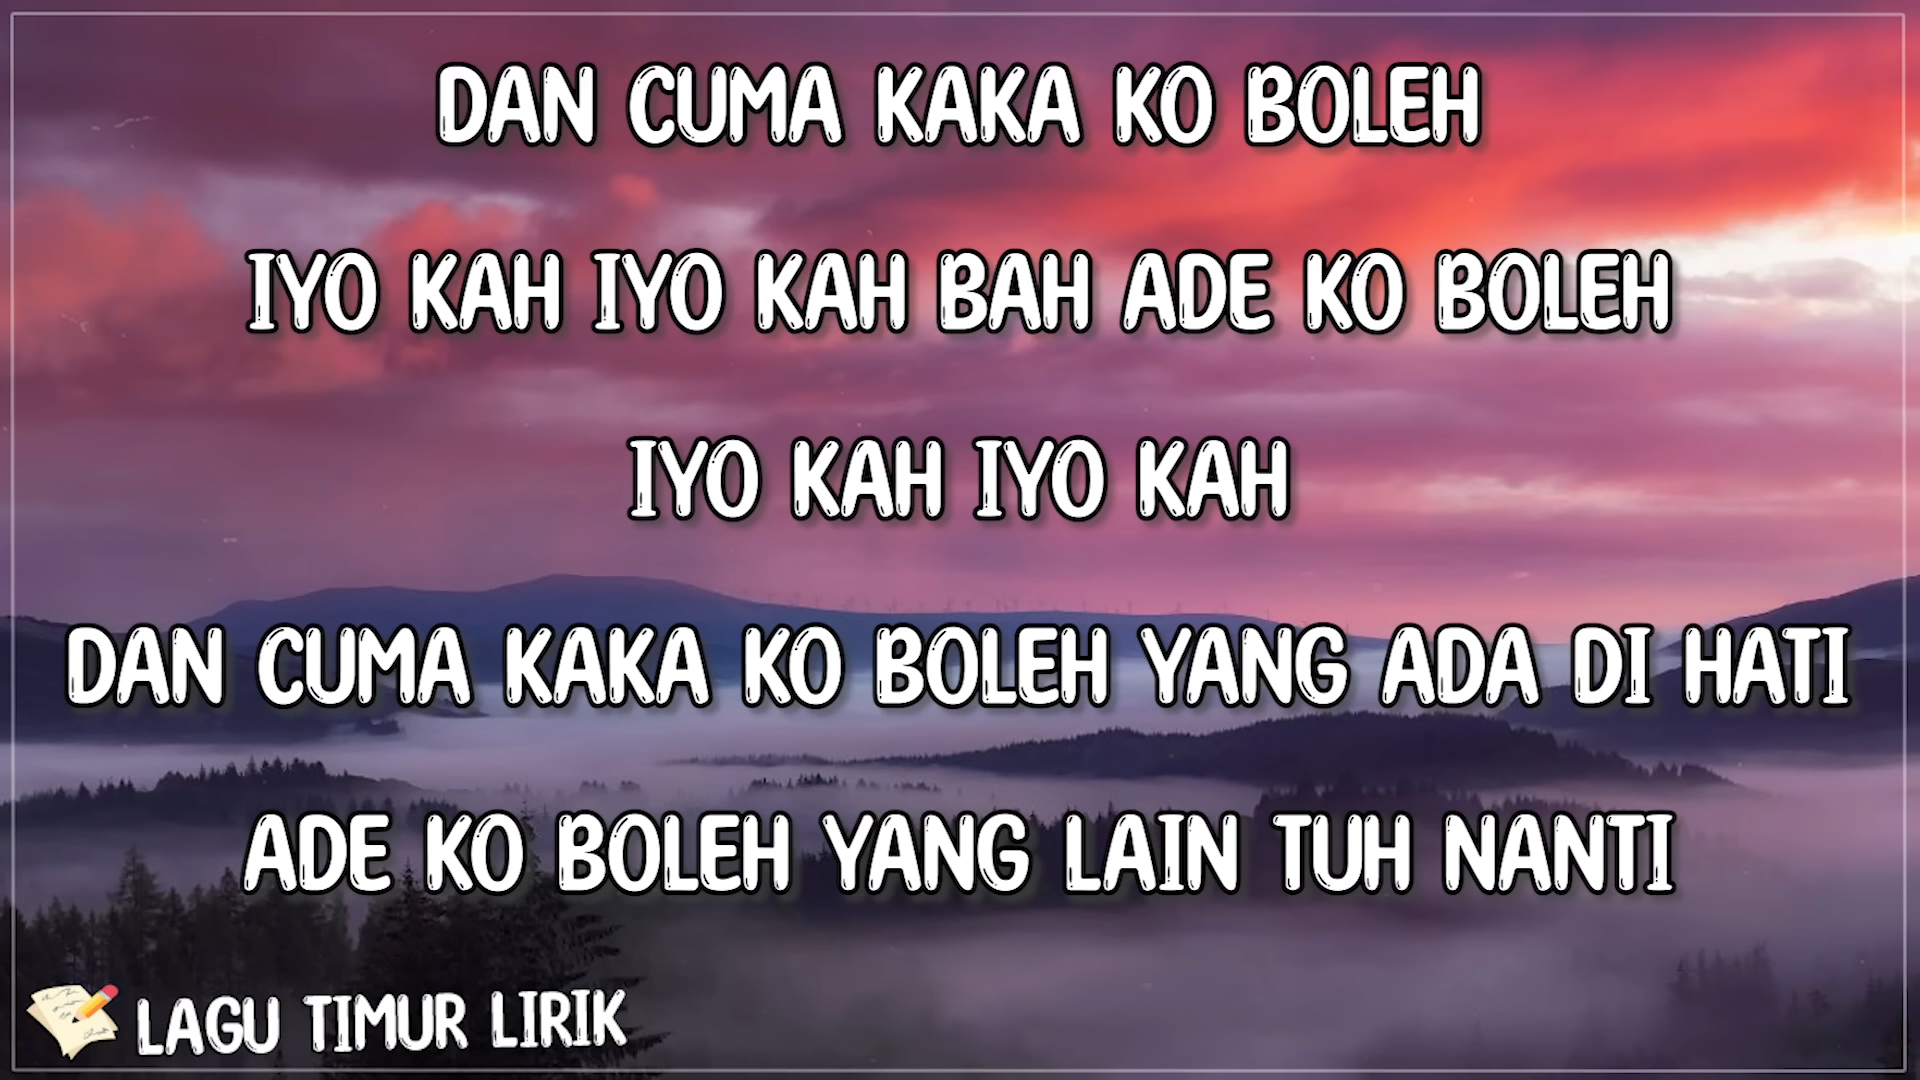 DAN CUMA KAKA KO BOLEH
IYO KAH IYO KAH BAH ADE KO BOLEH
IYO KAH IYO KAH
DAN CUMA KAKA KO BOLEH YANG ADA DI HATI
ADE KO BOLEH YANG LAIN TUH NANTI
LAGU TIMUR LIRIK